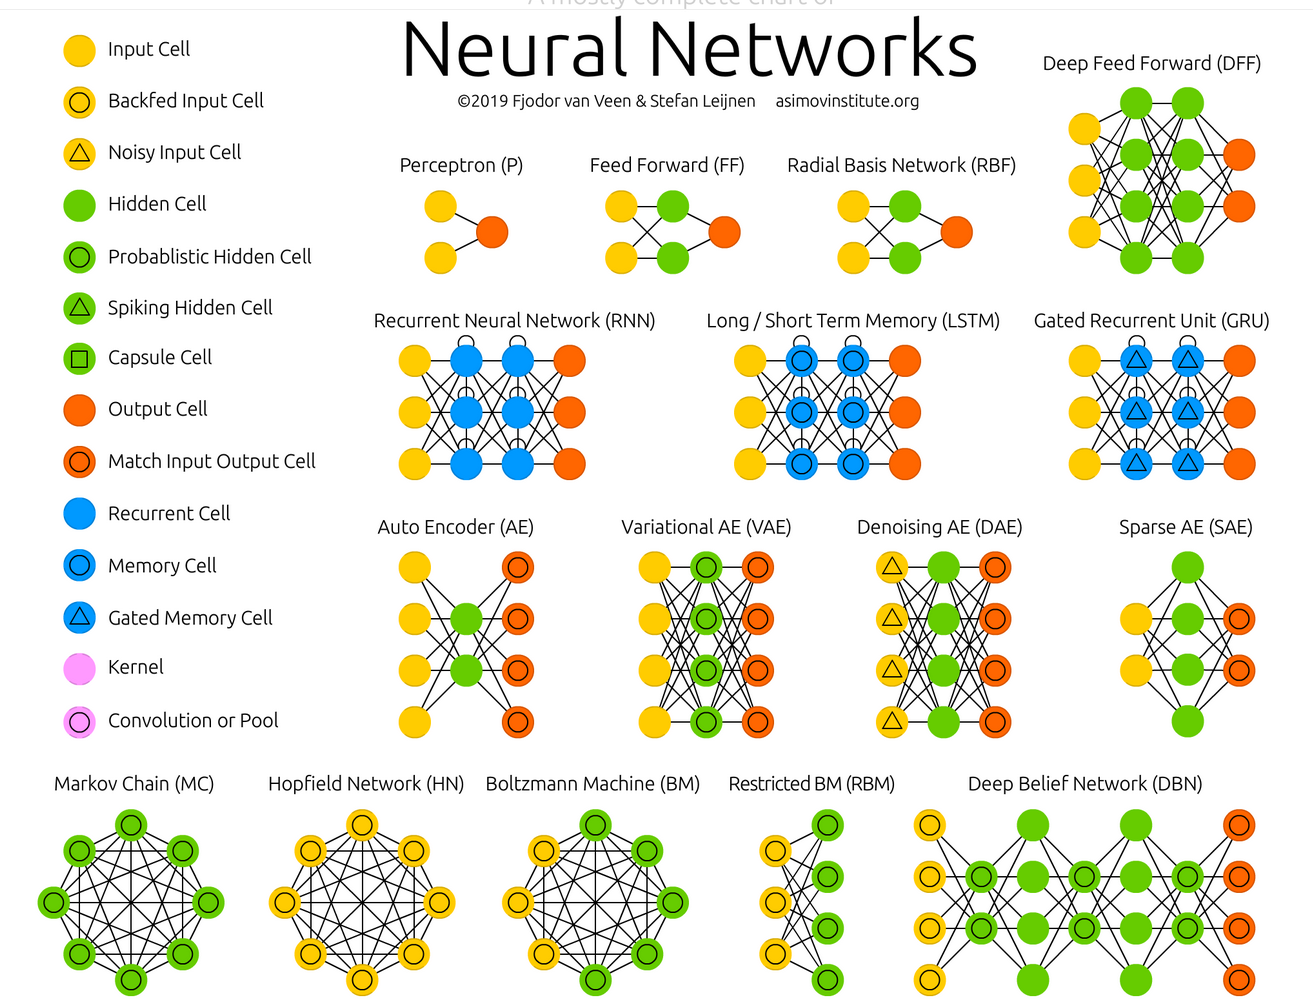 A mostly complete chart of
Neural Networks
©2019 Fjodor van Veen & Stefan Leijnen asimovinstitute.org
Input Cell
Backfed Input Cell
Noisy Input Cell
Hidden Cell
Probablistic Hidden Cell
Spiking Hidden Cell
Capsule Cell
Output Cell
Match Input Output Cell
Recurrent Cell
Memory Cell
Gated Memory Cell
Kernel
Convolution or Pool
Deep Feed Forward (DFF)
Perceptron (P)
Feed Forward (FF)
Radial Basis Network (RBF)
Recurrent Neural Network (RNN)
Long / Short Term Memory (LSTM)
Gated Recurrent Unit (GRU)
Auto Encoder (AE)
Variational AE (VAE)
Denoising AE (DAE)
Sparse AE (SAE)
Markov Chain (MC)
Hopfield Network (HN)
Boltzmann Machine (BM)
Restricted BM (RBM)
Deep Belief Network (DBN)